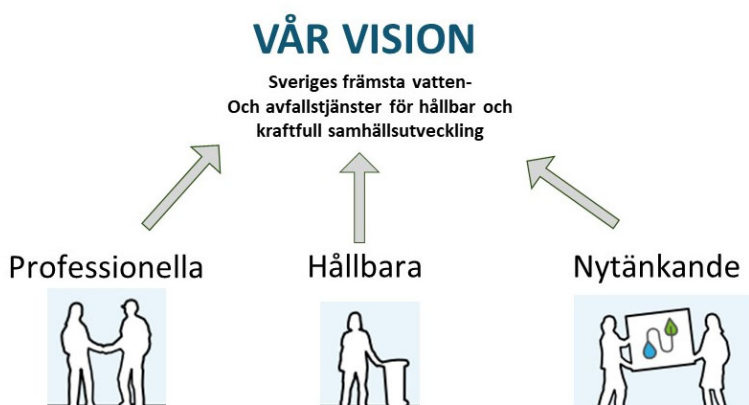 VÅR VISION
Sveriges främsta vatten-
Och avfallstjänster för hållbar och
kraftfull samhällsutveckling
Professionella
Hållbara
Nytänkande